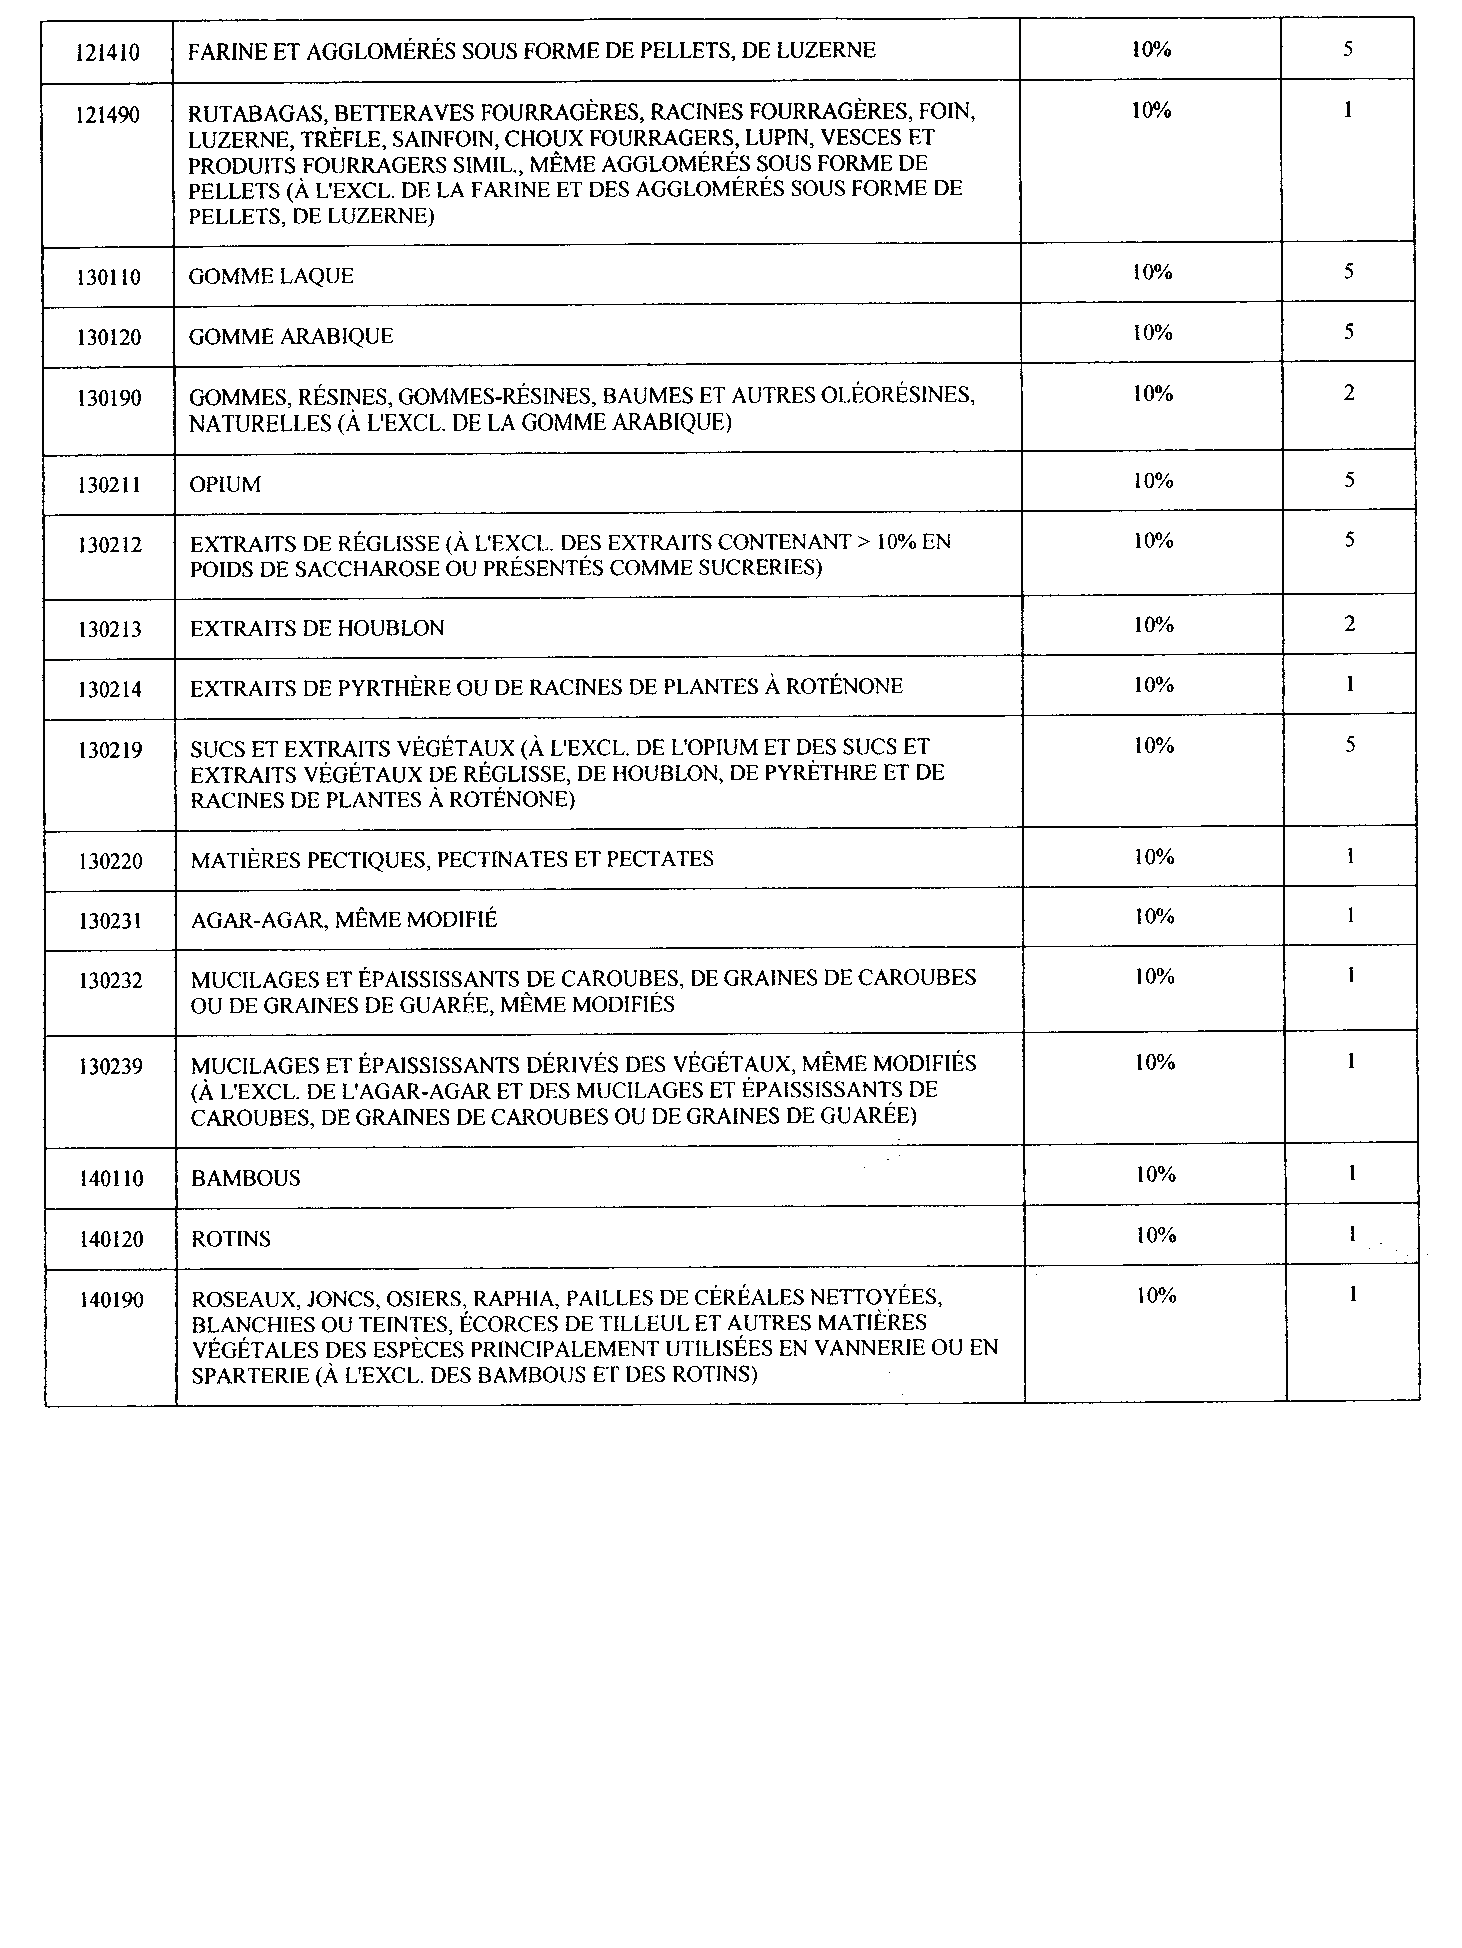 121410 FARINE ET AGGLOMÉRÉS SOUS FORME DE PELLETS, DE LUZERNE 10% 5
121490 RUTABAGAS, BETTERAVES FOURRAGÈRES, RACINES FOURRAGÈRES, FOIN, 10% 1
LUZERNE, TRÈFLE, SAINFOIN, CHOUX FOURRAGERS, LUPIN, VESCES ET
PRODUITS FOURRAGERS SIMIL., MÊME AGGLOMÉRÉS SOUS FORME DE
PELLETS (À L'EXCL. DE LA FARINE ET DES AGGLOMÉRÉS SOUS FORME DE
PELLETS, DE LUZERNE)
130110 GOMME LAQUE 10% 5
130120 GOMME ARABIQUE 10% 5
130190 GOMMES, RÉSINES, GOMMES-RÉSINES, BAUMES ET AUTRES OLÉORÉSINES, 10% 2
NATURELLES (À L'EXCL. DE LA GOMME ARABIQUE)
130211 OPIUM 10% 5
130212 EXTRAITS DE RÉGLISSE (À L'EXCL. DES EXTRAITS CONTENANT > 10% EN 10% 5
POIDS DE SACCHAROSE OU PRÉSENTÉS COMME SUCRERIES)
130213 EXTRAITS DE HOUBLON 10% 2
130214 EXTRAITS DE PYRTHÈRE OU DE RACINES DE PLANTES À ROTÉNONE 10% 1
130219 SUCS ET EXTRAITS VÉGÉTAUX (À L'EXCL. DE L'OPIUM ET DES SUCS ET 10% 5
EXTRAITS VÉGÉTAUX DE RÉGLISSE, DE HOUBLON, DE PYRÈTHRE ET DE
RACINES DE PLANTES À ROTÉNONE)
130220 MATIÈRES PECTIQUES, PECTINATES ET PECTATES 10% 1
130231 AGAR-AGAR, MÊME MODIFIÉ 10% 1
130232 MUCILAGES ET ÉPAISSISSANTS DE CAROUBES, DE GRAINES DE CAROUBES 10% 1
OU DE GRAINES DE GUARÉE, MÊME MODIFIÉS
130239 MUCILAGES ET ÉPAISSISSANTS DÉRIVÉS DES VÉGÉTAUX, MÊME MODIFIÉS 10% 1
(À L'EXCL. DE L'AGAR-AGAR ET DES MUCILAGES ET ÉPAISSISSANTS DE
CAROUBES, DE GRAINES DE CAROUBES OU DE GRAINES DE GUARÉE)
140110 BAMBOUS 10% 1
140120 ROTINS 10% 1
140190 ROSEAUX, JONCS, OSIERS, RAPHIA, PAILLES DE CÉRÉALES NETTOYÉES, 10% 1
BLANCHIES OU TEINTES, ÉCORCES DE TILLEUL ET AUTRES MATIÈRES
VÉGÉTALES DES ESPÈCES PRINCIPALEMENT UTILISÉES EN VANNERIE OU EN
SPARTERIE (À L'EXCL. DES BAMBOUS ET DES ROTINS)